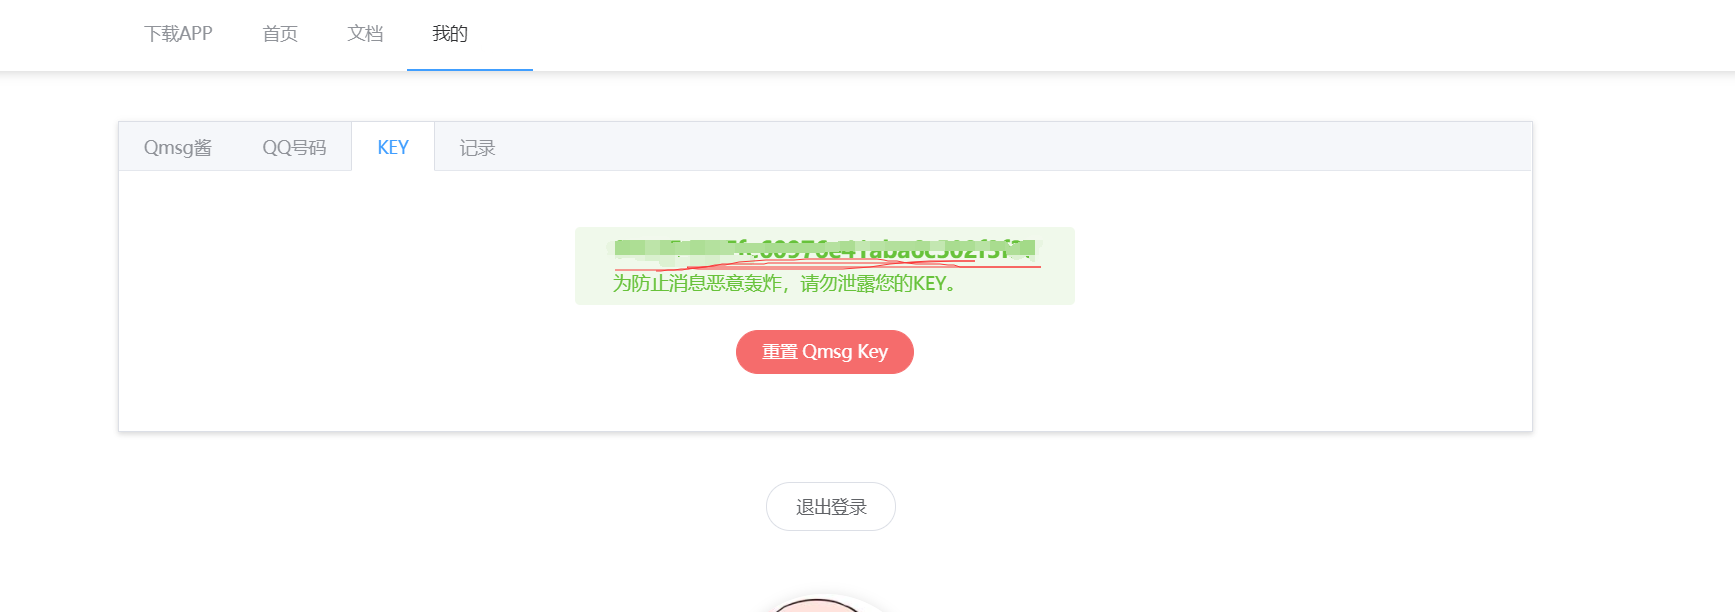 下载APP 首页 文档 我的
Qmsg酱 QQ号码 KEY 记录
为防止消息恶意轰炸，请勿泄露您的KEY。
重置 Qmsg Key
退出登录